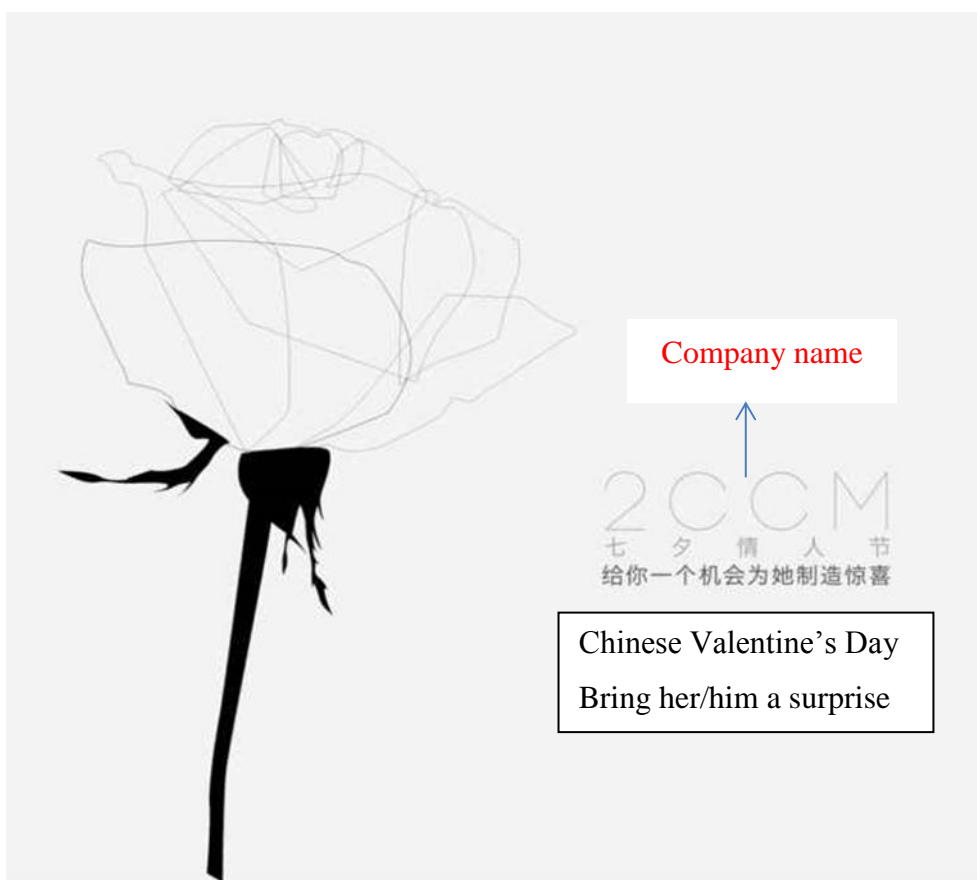 Company name
2CCM
七夕情人节
给你一个机会为她制造惊喜
Chinese Valentine’s Day
Bring her/him a surprise